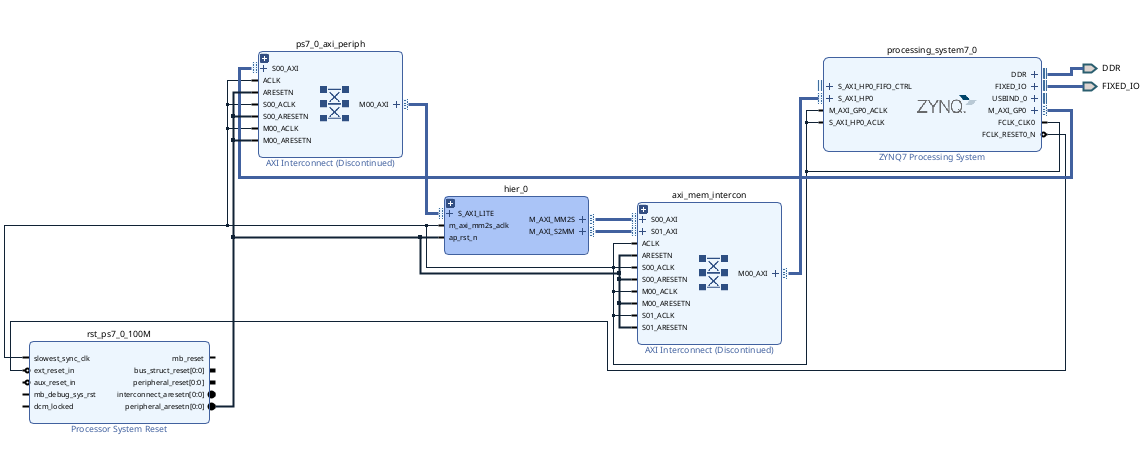 ps7_0_axi_periph
S00_AXI
ACLK
ARESETN
S00_ACLK
S00_ARESETN
M00_ACLK
M00_ARESETN
M00_AXI
AXI Interconnect (Discontinued)
processing_system7_0
S_AXI_HP0_FIFO_CTRL
S_AXI_HP0
M_AXI_GP0_ACLK
S_AXI_HP0_ACLK
ZYNQ
DDR
FIXED_IO
USBIND_0
M_AXI_GP0
FCLK_CLK0
FCLK_RESET0_N
ZYNQ7 Processing System
DDR
FIXED_IO
hier_0
S_AXI_LITE
m_axi_mm2s_aclk
ap_rst_n
M_AXI_MM2S
M_AXI_S2MM
axi_mem_intercon
S00_AXI
S01_AXI
ACLK
ARESETN
S00_ACLK
S00_ARESETN
M00_ACLK
M00_ARESETN
S01_ACLK
S01_ARESETN
M00_AXI
AXI Interconnect (Discontinued)
rst_ps7_0_100M
slowest_sync_clk
ext_reset_in
aux_reset_in
mb_debug_sys_rst
dcm_locked
mb_reset
bus_struct_reset[0:0]
peripheral_reset[0:0]
interconnect_aresetn[0:0]
peripheral_aresetn[0:0]
Processor System Reset